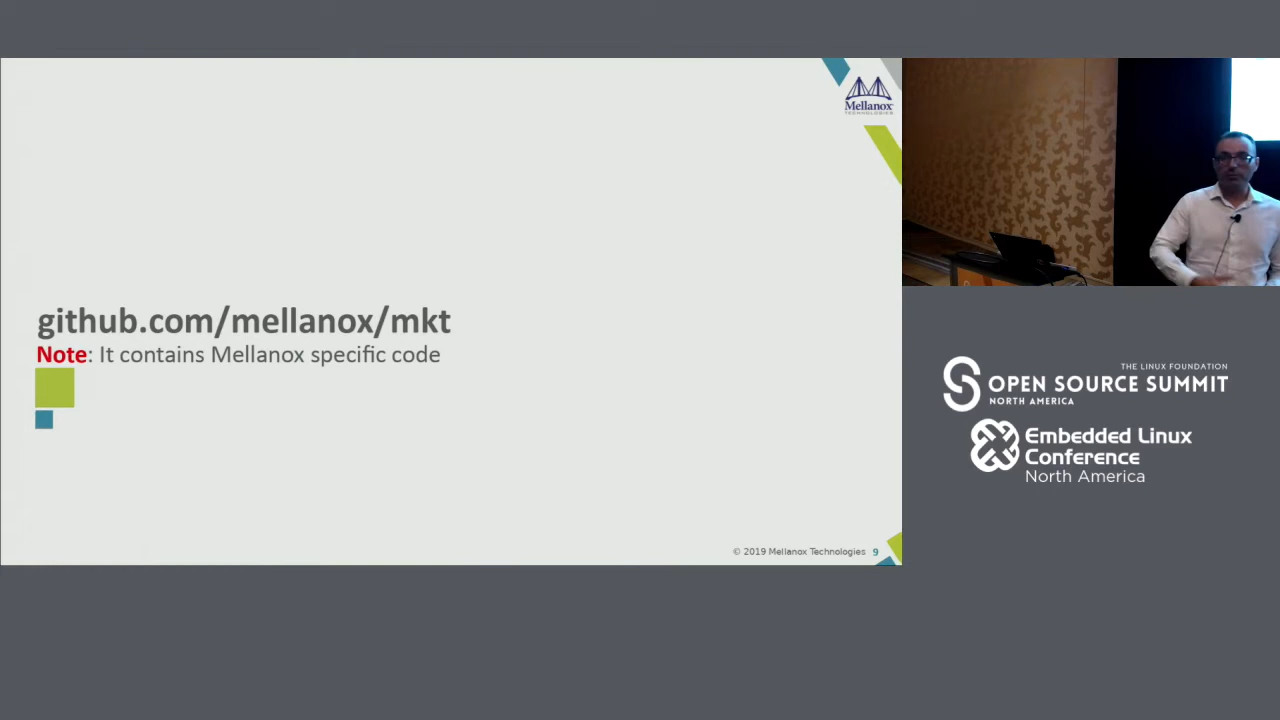 Mellanox
TECHNOLOGIES
github.com/mellanox/mkt
Note: It contains Mellanox specific code
© 2019 Mellanox Technologies 9
THE LINUX FOUNDATION
OPEN SOURCE SUMMIT
NORTH AMERICA
Embedded Linux
Conference
North America